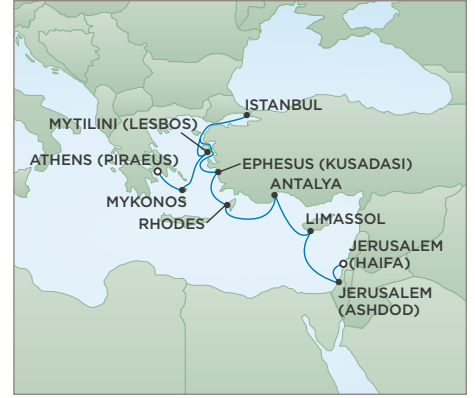 ISTANBUL
MYTILINI (LESBOS)
ATHENS (PIRAEUS)
EPHESUS (KUSADASI)
ANTALYA
MYKONOS
RHODES
LIMASSOL
JERUSALEM
(HAIFA)
JERUSALEM
(ASHDOD)